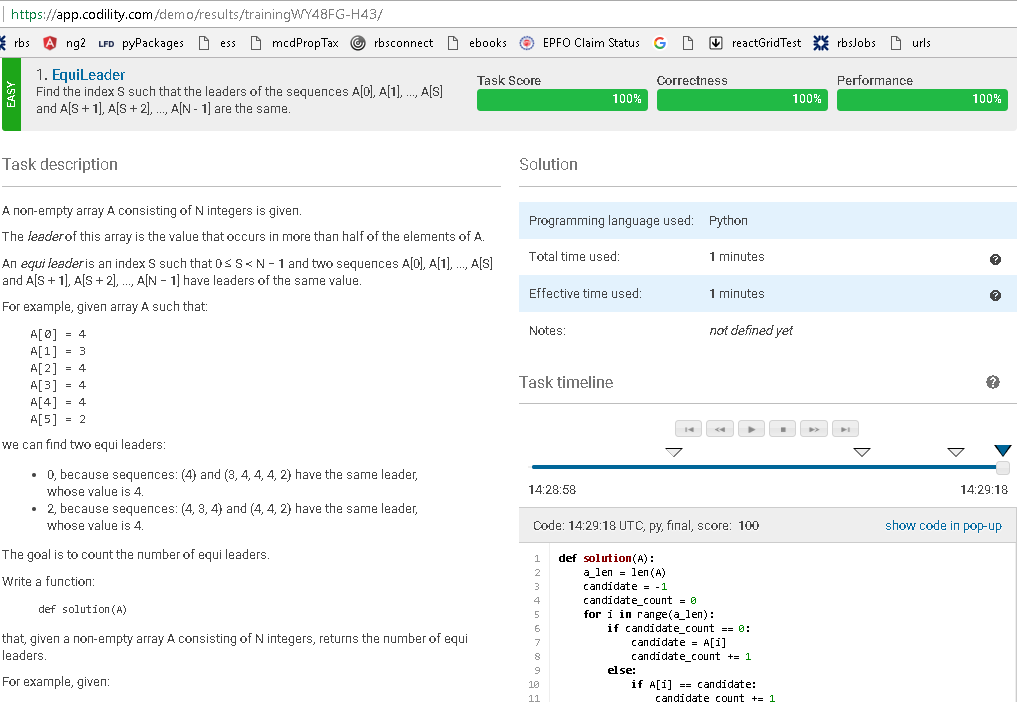 https://app.codility.com/demo/results/trainingWY48FG-H43/
rbs ng2 LFD pyPackages ess mcdPropTax rbsconnect ebooks EPFO Claim Status G reactGridTest rbsJobs urls
EASY
1. EquiLeader
Find the index S such that the leaders of the sequences A[0], A[1], ..., A[S]
and A[S + 1], A[S + 2], ..., A[N - 1] are the same.
Task Score
100%
Correctness
100%
Performance
100%
Task description
A non-empty array A consisting of N integers is given.
The leader of this array is the value that occurs in more than half of the elements of A.
An equi leader is an index S such that 0 ≤ S < N − 1 and two sequences A[0], A[1], ..., A[S]
and A[S + 1], A[S + 2], ..., A[N − 1] have leaders of the same value.
For example, given array A such that:
A[0] = 4
A[1] = 3
A[2] = 4
A[3] = 4
A[4] = 4
A[5] = 2
we can find two equi leaders:
• 0, because sequences: (4) and (3, 4, 4, 4, 2) have the same leader,
whose value is 4.
• 2, because sequences: (4, 3, 4) and (4, 4, 2) have the same leader,
whose value is 4.
The goal is to count the number of equi leaders.
Write a function:
def solution(A)
that, given a non-empty array A consisting of N integers, returns the number of equi
leaders.
For example, given:
Solution
Programming language used: Python
Total time used: 1 minutes ?
Effective time used: 1 minutes ?
Notes: not defined yet
Task timeline ?
14:28:58 14:29:18
Code: 14:29:18 UTC, py, final, score: 100 show code in pop-up
1 def solution(A):
2 a_len = len(A)
3 candidate = -1
4 candidate_count = 0
5 for i in range(a_len):
6 if candidate_count == 0:
7 candidate = A[i]
8 candidate_count += 1
9 else:
10 if A[i] == candidate:
11 candidate_count += 1